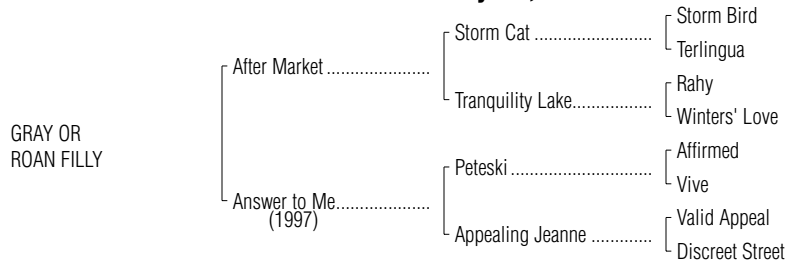 Storm Bird
Storm Cat ..............................
Terlingua
After Market ..........................
Rahy
Tranquility Lake....................
Winters' Love
GRAY OR
ROAN FILLY
Affirmed
Peteski ....................................
Vive
Answer to Me........................
(1997)
Valid Appeal
Appealing Jeanne ...............
Discreet Street